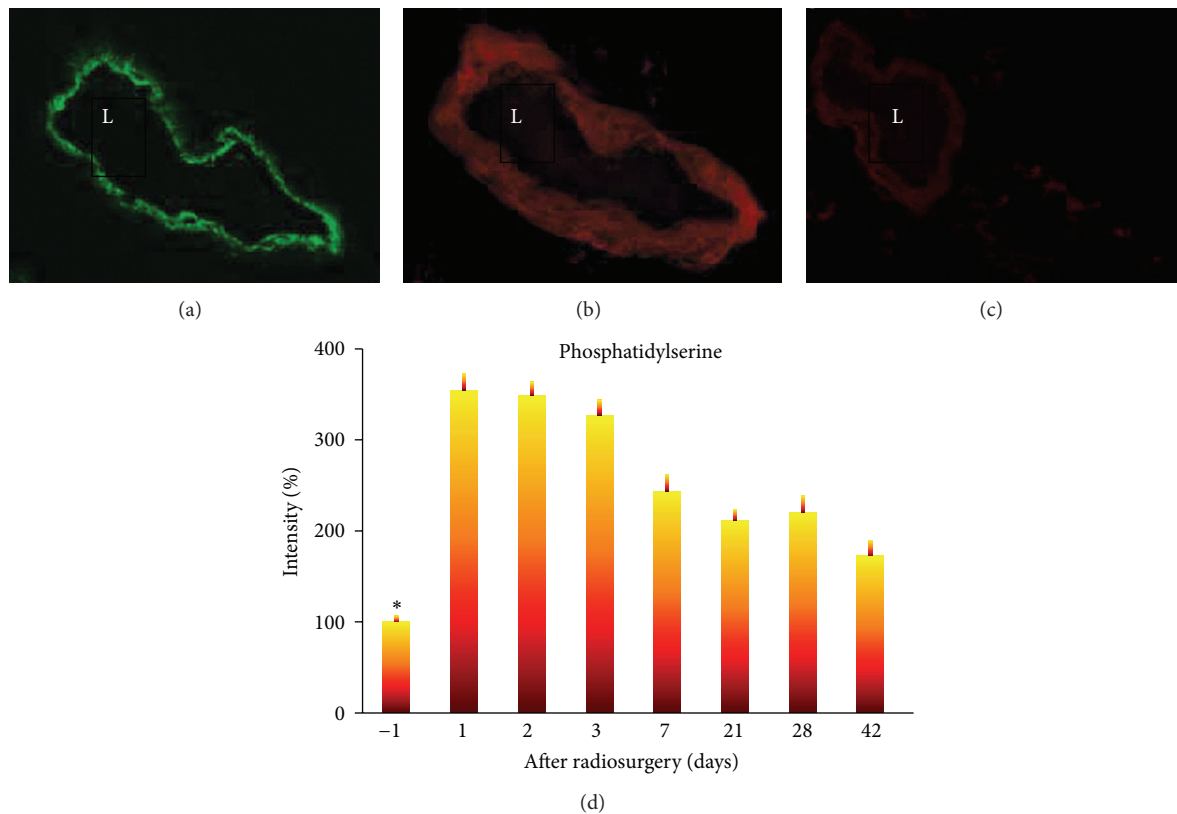 L
L
L
(a)
(b)
(c)
Phosphatidylserine
400
300
200
100
0
Intensity (%)
*
−1 1 2 3 7 21 28 42
After radiosurgery (days)
(d)